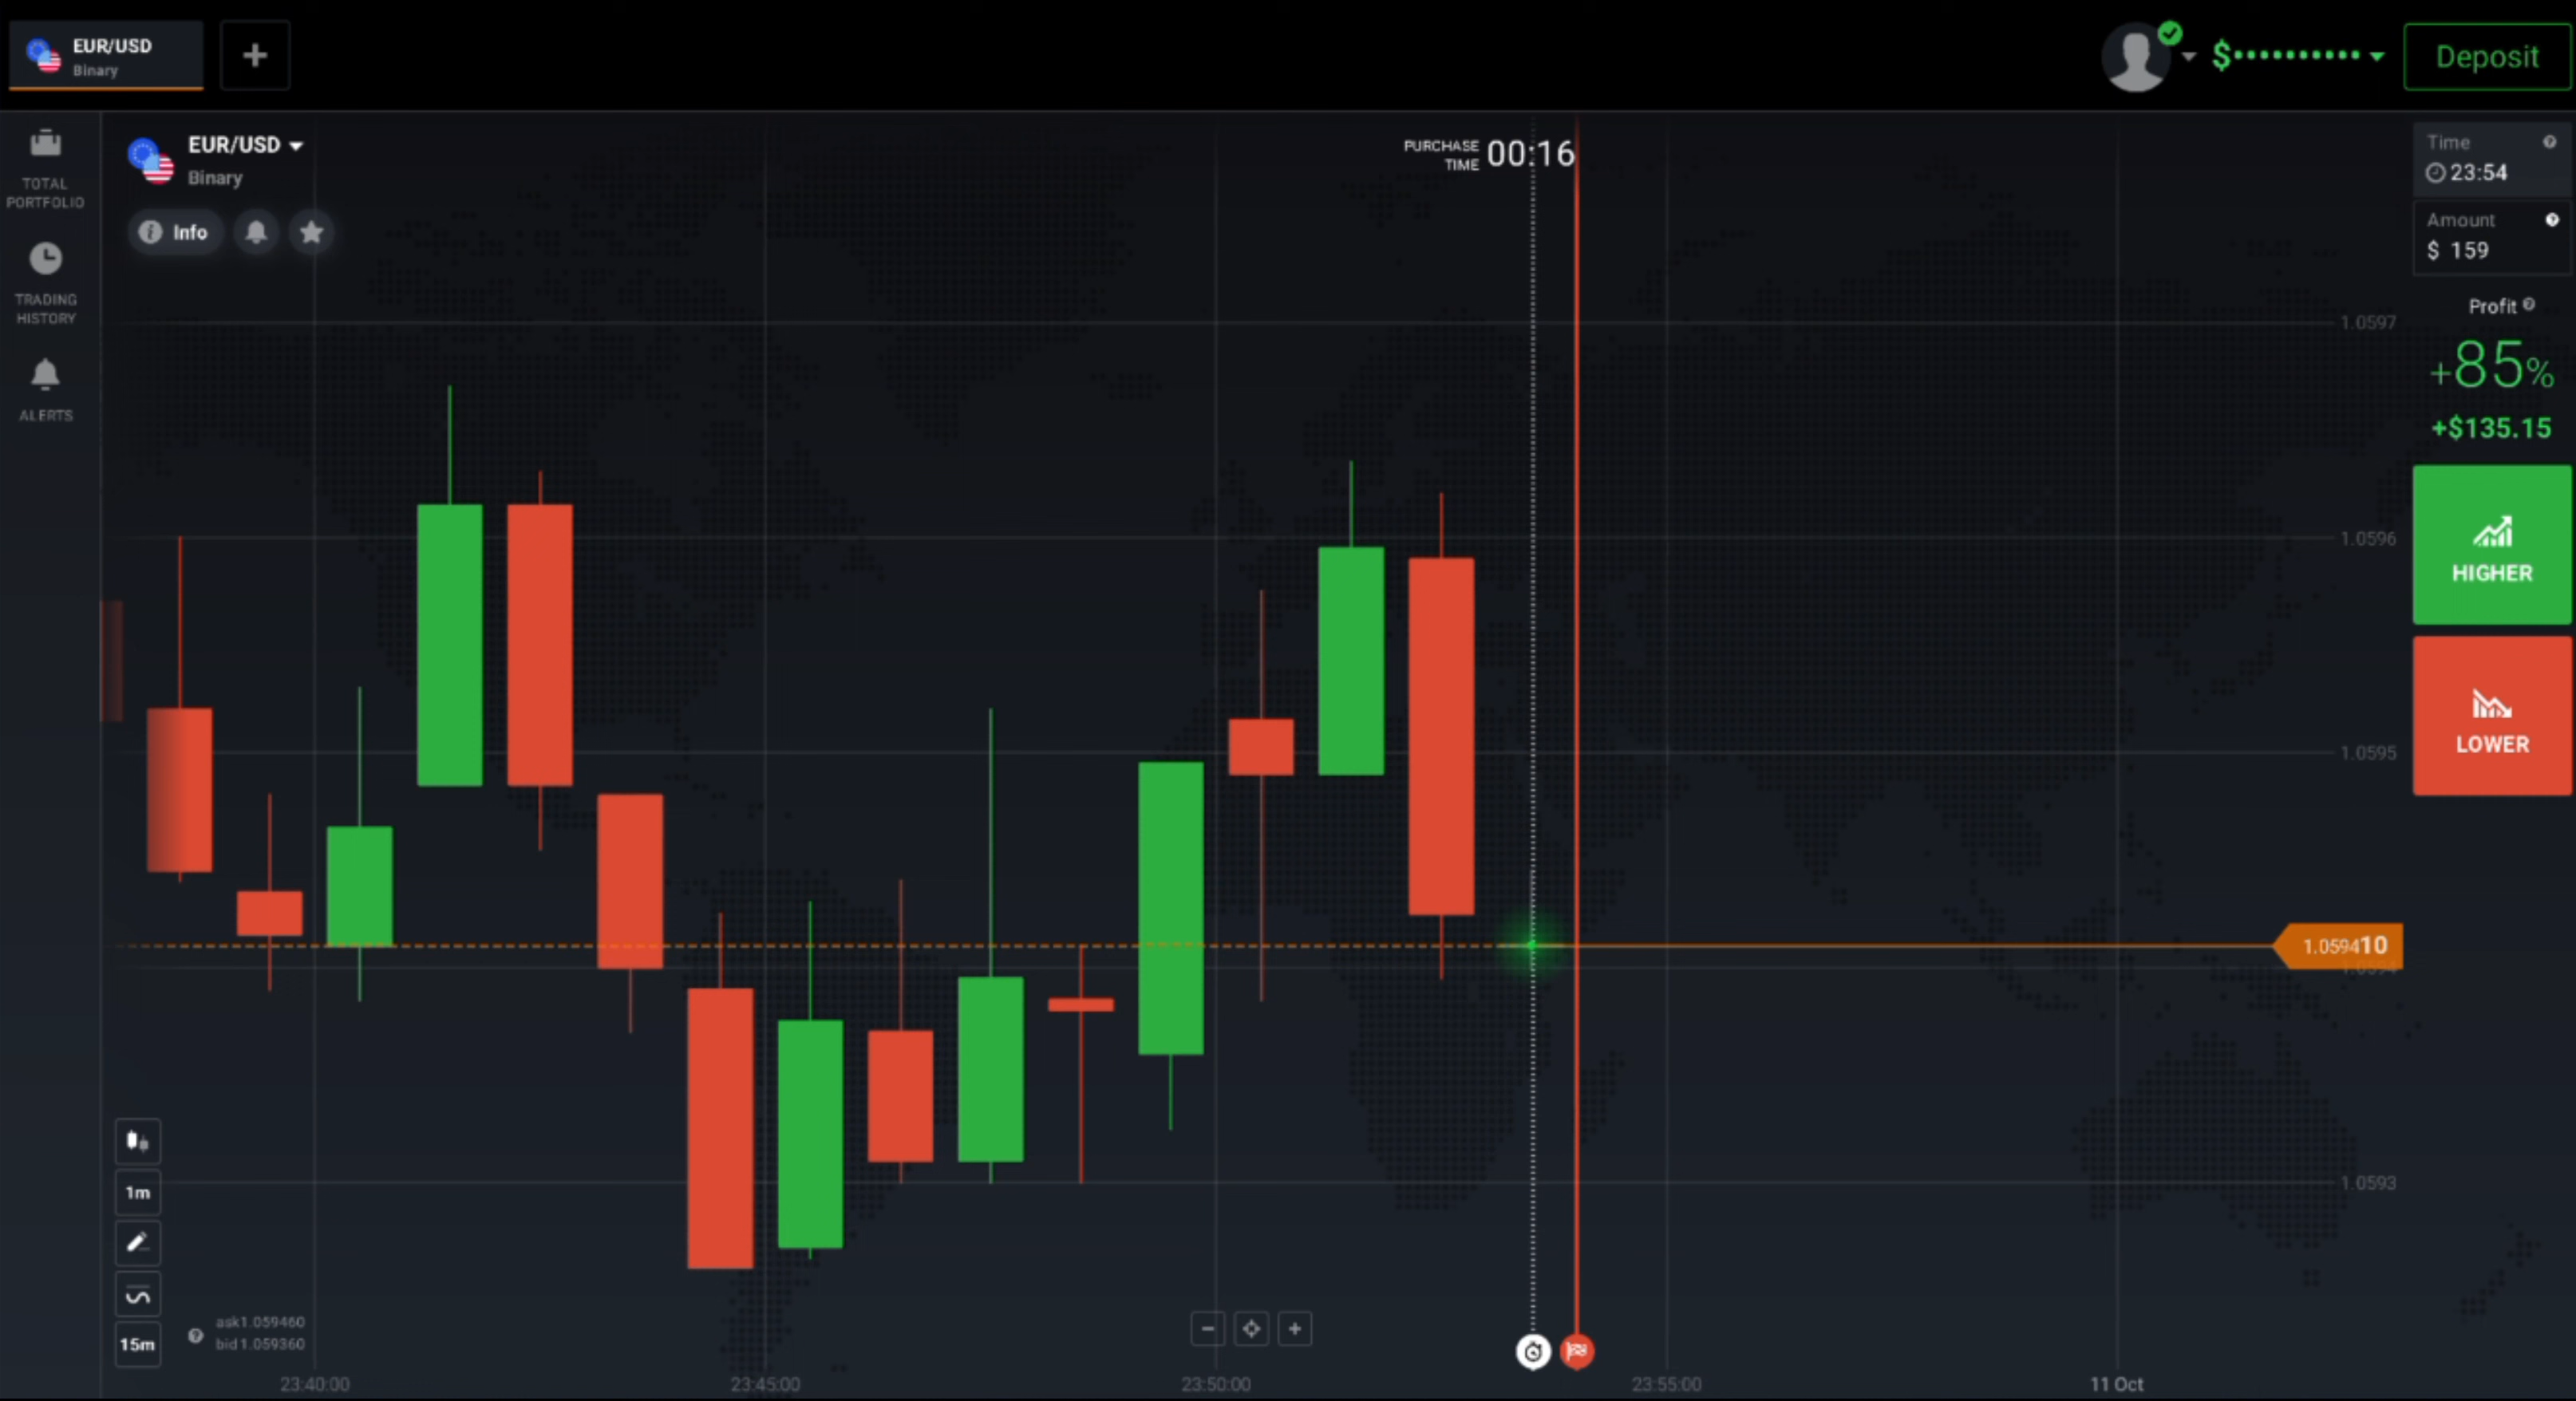 EUR/USD
Binary
$
Deposit
TOTAL
PORTFOLIO
TRADING
HISTORY
ALERTS
EUR/USD
Binary
Info
PURCHASE
TIME
00:16
Time
23:54
Amount
$ 159
Profit
+85%
+$135.15
HIGHER
LOWER
1.0597
1.0596
1.0595
1.059410
1.0594
1.0593
1m
15m
ask1.059460
bid1.059360
23:40:00
23:45:00
23:50:00
23:55:00
11 Oct